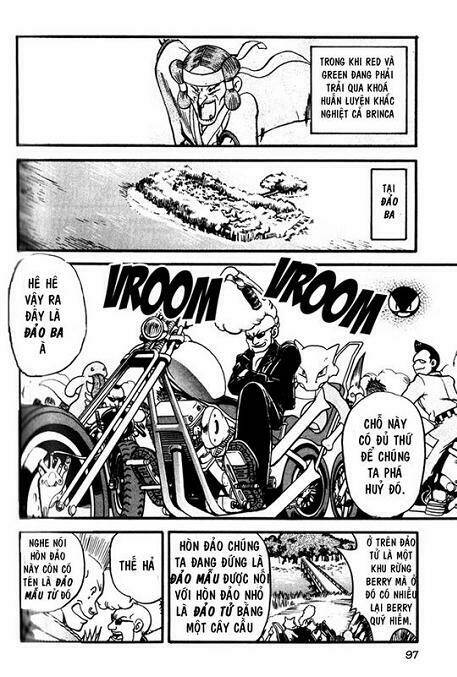 TRONG KHI RED VÀ
GREEN ĐANG PHẢI
TRẢI QUA KHOÁ
HUẤN LUYỆN KHẮC
NGHIỆT CẢ BRINCA
TẠI
ĐẢO
BA
VROOM
VROOM
HÊ HÊ
VẬY RA
ĐÂY LÀ
ĐẢO BA
À
CHỖ NÀY
CÓ ĐỦ THỨ
ĐỂ CHÚNG
TA PHÁ
HUỶ ĐÓ.
NGHE NÓI
HÒN ĐẢO
NÀY CÒN CÓ
TÊN LÀ ĐẢO
MẪU TỬ ĐÓ
THẾ HẢ
HÒN ĐẢO CHÚNG
TA ĐANG ĐỨNG LÀ
ĐẢO MẪU ĐƯỢC NỐI
VỚI HÒN ĐẢO NHỎ
LÀ ĐẢO TỬ BẰNG
MỘT CÂY CẦU
Ở TRÊN ĐẢO
TỬ LÀ MỘT
KHU RỪNG
BERRY MÀ Ở
ĐÓ CÓ NHIỀU
LẠI BERRY
QUÝ HIẾM.
97